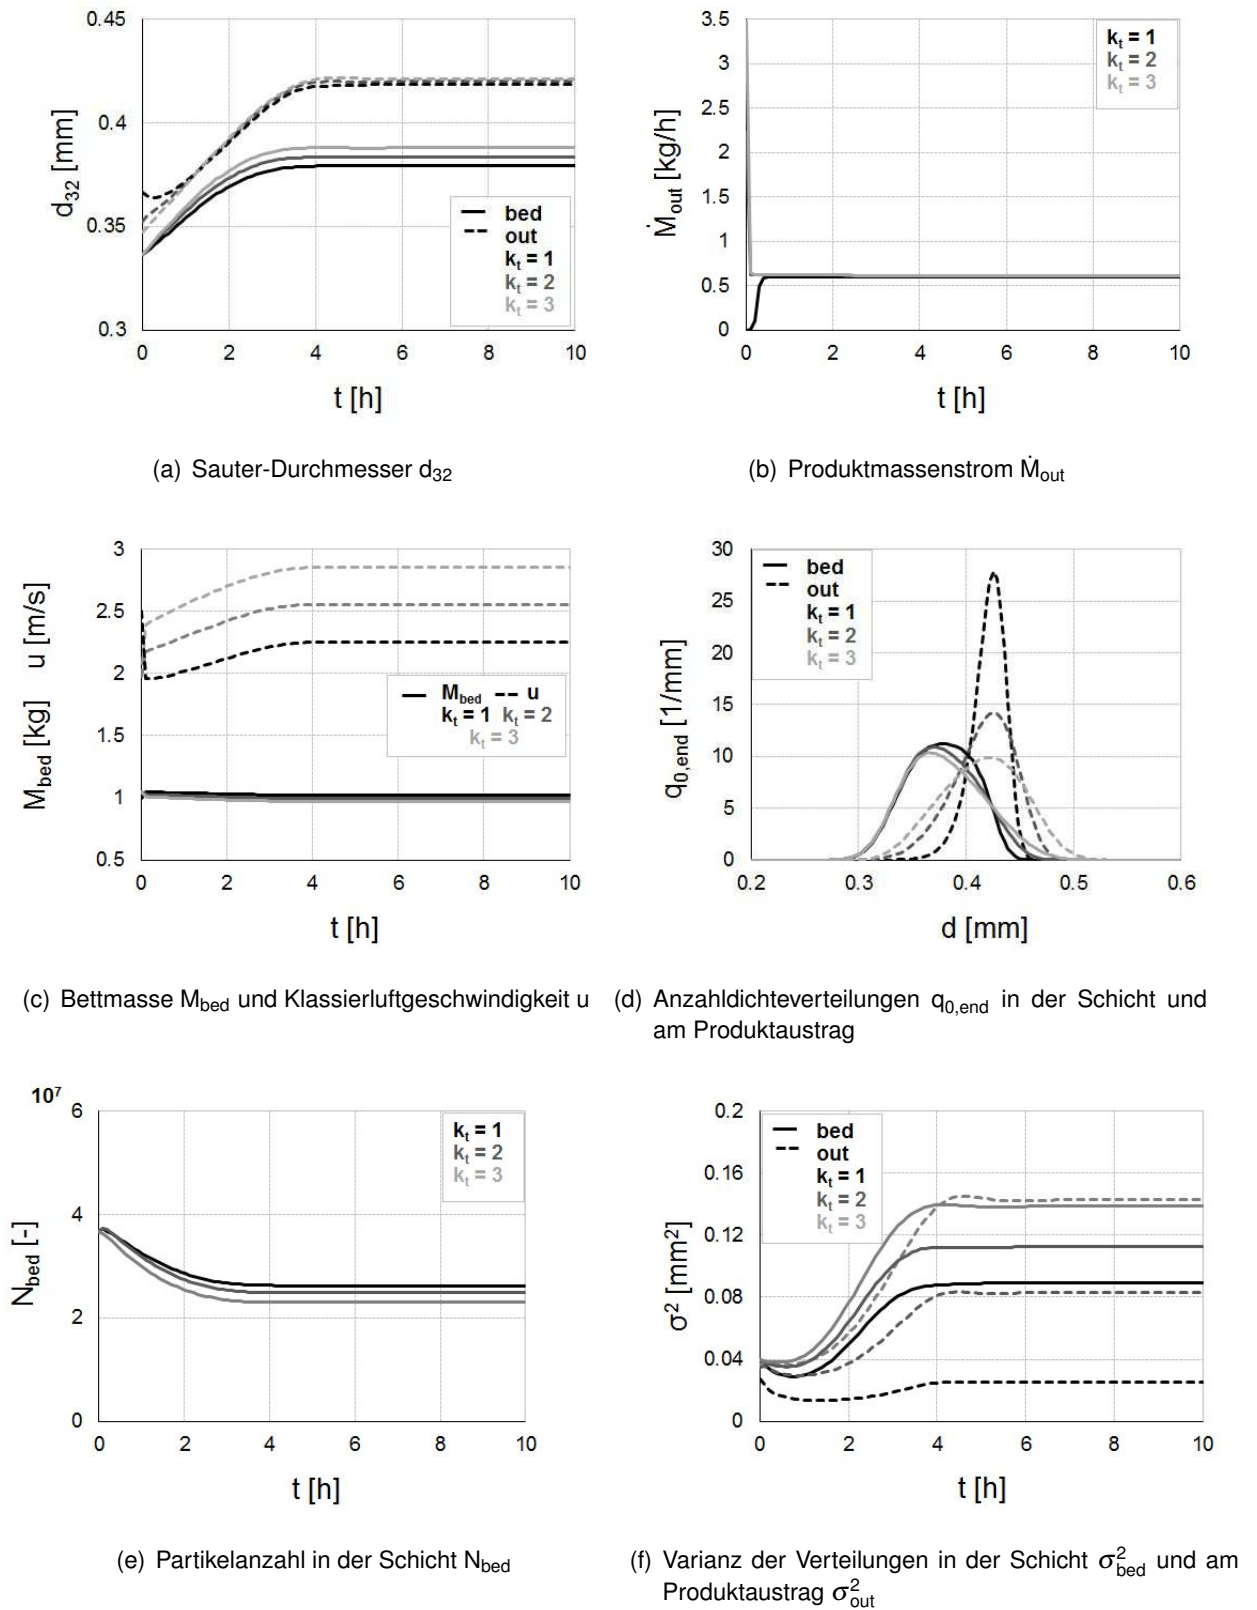 0.45
0.4
0.35
0.3
d32 [mm]
bed
out
kt = 1
kt = 2
kt = 3
0 2 4 6 8 10
t [h]
(a) Sauter-Durchmesser d32
3.5
3
2.5
2
1.5
1
0.5
0
Ṁout [kg/h]
kt = 1
kt = 2
kt = 3
0 2 4 6 8 10
t [h]
(b) Produktmassenstrom Ṁout
3
2.5
2
1.5
1
0.5
Mbed [kg] u [m/s]
Mbed u
kt = 1 kt = 2
kt = 3
0 2 4 6 8 10
t [h]
(c) Bettmasse Mbed und Klassierluftgeschwindigkeit u
30
25
20
15
10
5
0
q0,end [1/mm]
bed
out
kt = 1
kt = 2
kt = 3
0.2 0.3 0.4 0.5 0.6
d [mm]
(d) Anzahldichteverteilungen q0,end in der Schicht und
am Produktaustrag
10⁷
6
4
2
0
Nbed [-]
kt = 1
kt = 2
kt = 3
0 2 4 6 8 10
t [h]
(e) Partikelanzahl in der Schicht Nbed
0.2
0.16
0.12
0.08
0.04
0
σ² [mm²]
bed
out
kt = 1
kt = 2
kt = 3
0 2 4 6 8 10
t [h]
(f) Varianz der Verteilungen in der Schicht σ²bed und am
Produktaustrag σ²out